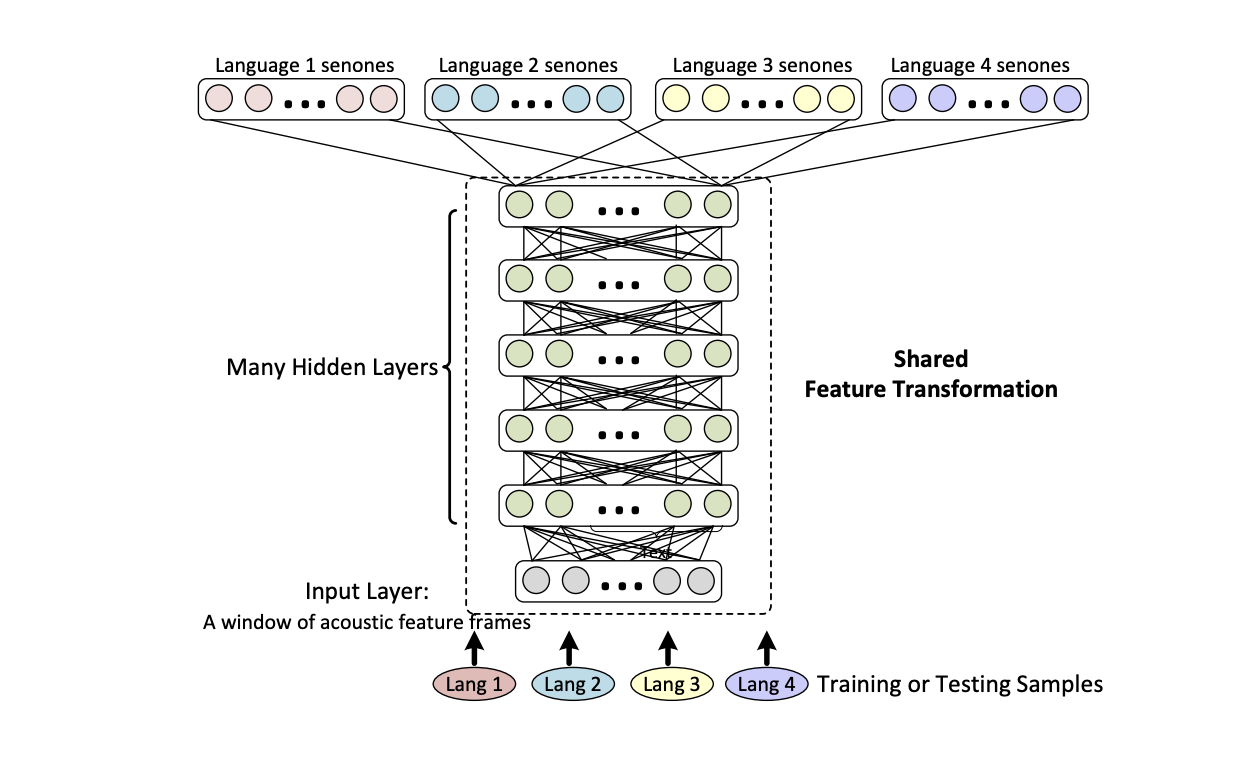 Language 1 senones
Language 2 senones
Language 3 senones
Language 4 senones
Many Hidden Layers
Shared
Feature Transformation
Text
Input Layer:
A window of acoustic feature frames
Lang 1
Lang 2
Lang 3
Lang 4
Training or Testing Samples